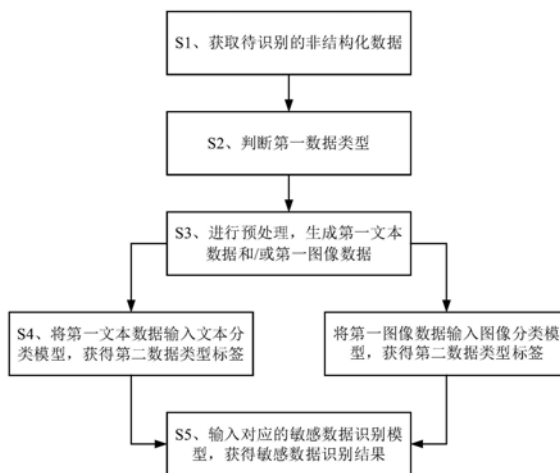 S1、获取待识别的非结构化数据
S2、判断第一数据类型
S3、进行预处理，生成第一文本
数据和/或第一图像数据
S4、将第一文本数据输入文本分
类模型，获得第二数据类型标签
将第一图像数据输入图像分类模
型，获得第二数据类型标签
S5、输入对应的敏感数据识别模
型，获得敏感数据识别结果